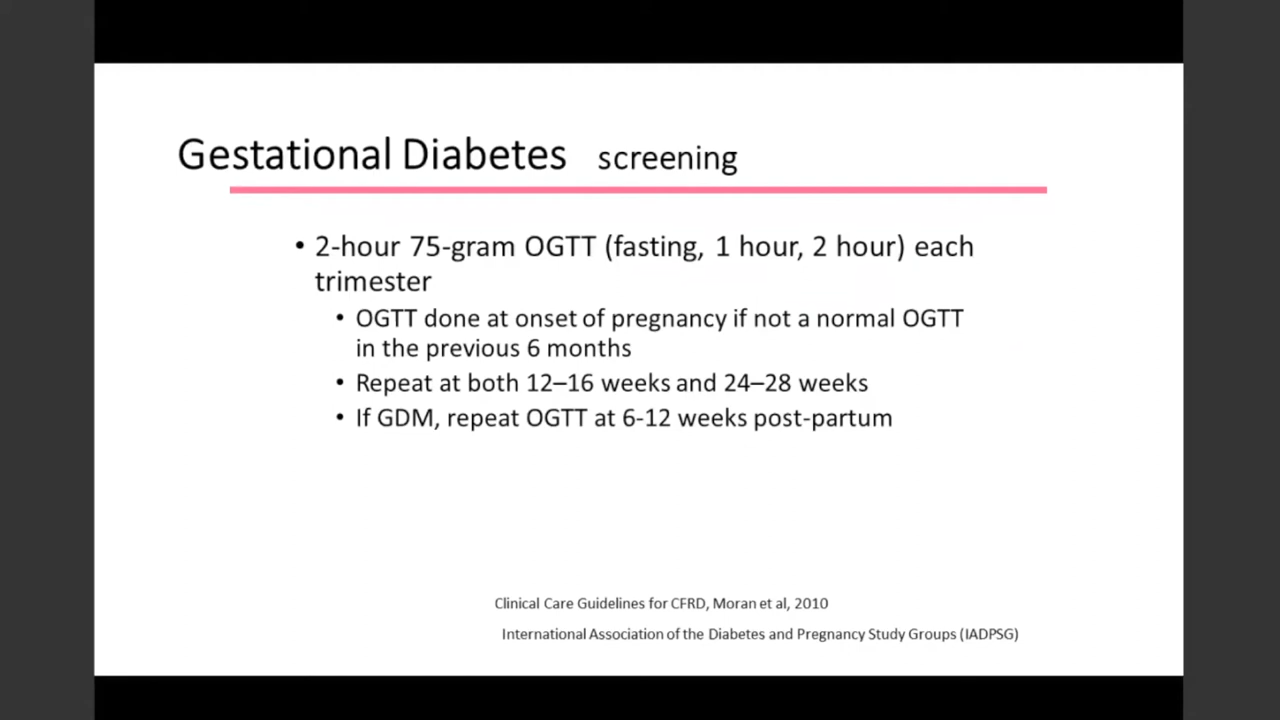 Gestational Diabetes screening
• 2-hour 75-gram OGTT (fasting, 1 hour, 2 hour) each
trimester
• OGTT done at onset of pregnancy if not a normal OGTT
in the previous 6 months
• Repeat at both 12–16 weeks and 24–28 weeks
• If GDM, repeat OGTT at 6-12 weeks post-partum
Clinical Care Guidelines for CFRD, Moran et al, 2010
International Association of the Diabetes and Pregnancy Study Groups (IADPSG)